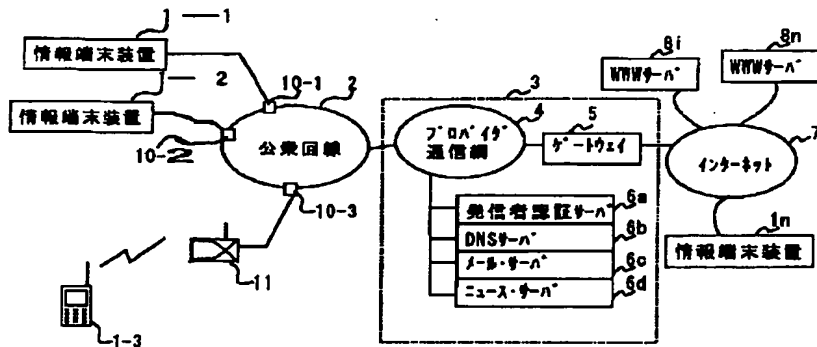 1—1
情報端末装置
1—2
情報端末装置
10-1
10-2
10-3
2
公衆回線
11
1-3
3
4
プロバイダ
通信網
5
ゲートウェイ
発信者認証サーバ
6a
DNSサーバ
6b
メール・サーバ
6c
ニュース・サーバ
6d
8i
WWWサーバ
8n
WWWサーバ
7
インターネット
1n
情報端末装置